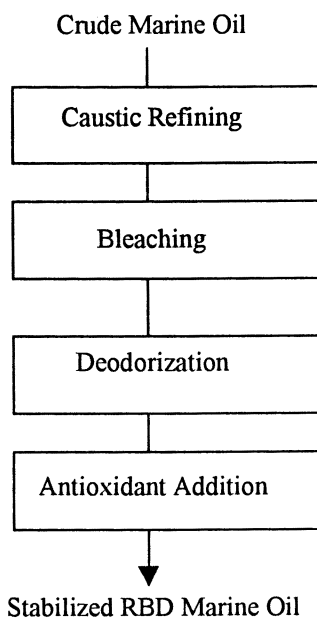 Crude Marine Oil
Caustic Refining
Bleaching
Deodorization
Antioxidant Addition
Stabilized RBD Marine Oil